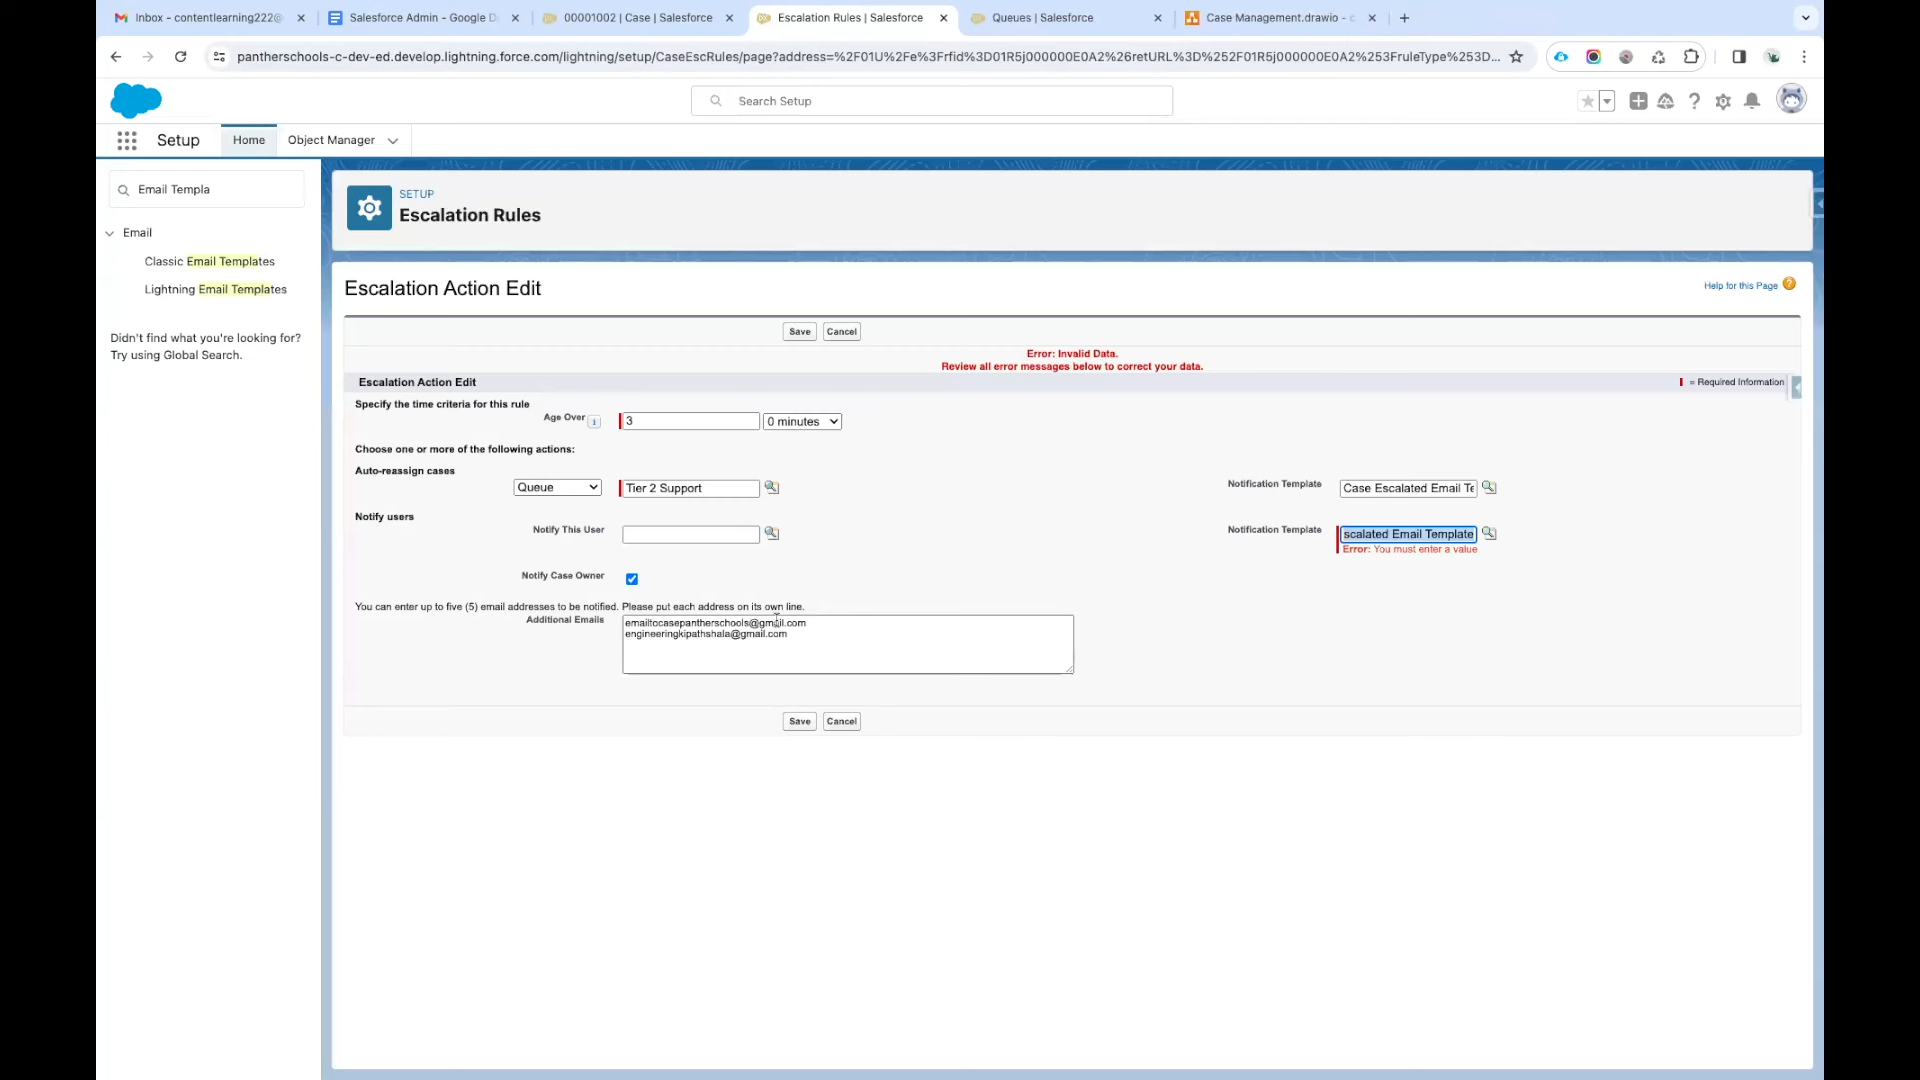 Inbox - contentlearning222@
Salesforce Admin - Google D
00001002 | Case | Salesforce
Escalation Rules | Salesforce
Queues | Salesforce
Case Management.drawio - c
pantherschools-c-dev-ed.develop.lightning.force.com/lightning/setup/CaseEscRules/page?address=%2F01U%2Fe%3Frfid%3D01R5j000000E0A2%26retURL%3D%252F01R5j000000E0A2%253FruleType%253D...
Search Setup
Setup
Home
Object Manager
Email Templa
Email
Classic Email Templates
Lightning Email Templates
Didn't find what you're looking for?
Try using Global Search.
SETUP
Escalation Rules
Escalation Action Edit
Help for this Page
Save Cancel
Error: Invalid Data.
Review all error messages below to correct your data.
Escalation Action Edit
= Required Information
Specify the time criteria for this rule
Age Over i 3 0 minutes
Choose one or more of the following actions:
Auto-reassign cases
Queue Tier 2 Support Notification Template Case Escalated Email Te
Notify users
Notify This User Notification Template scalated Email Template
Error: You must enter a value
Notify Case Owner
You can enter up to five (5) email addresses to be notified. Please put each address on its own line.
Additional Emails emailtocasepantherschools@gmail.com
engineeringkipathshala@gmail.com
Save Cancel